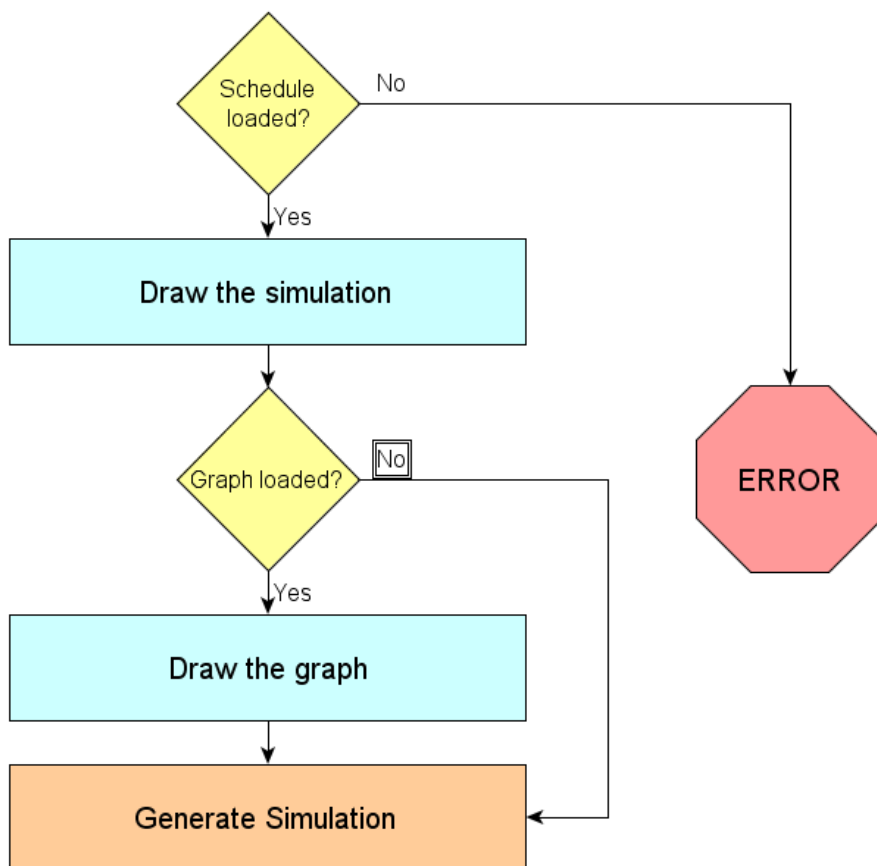 Schedule
loaded?
No
Yes
Draw the simulation
Graph loaded?
No
ERROR
Yes
Draw the graph
Generate Simulation